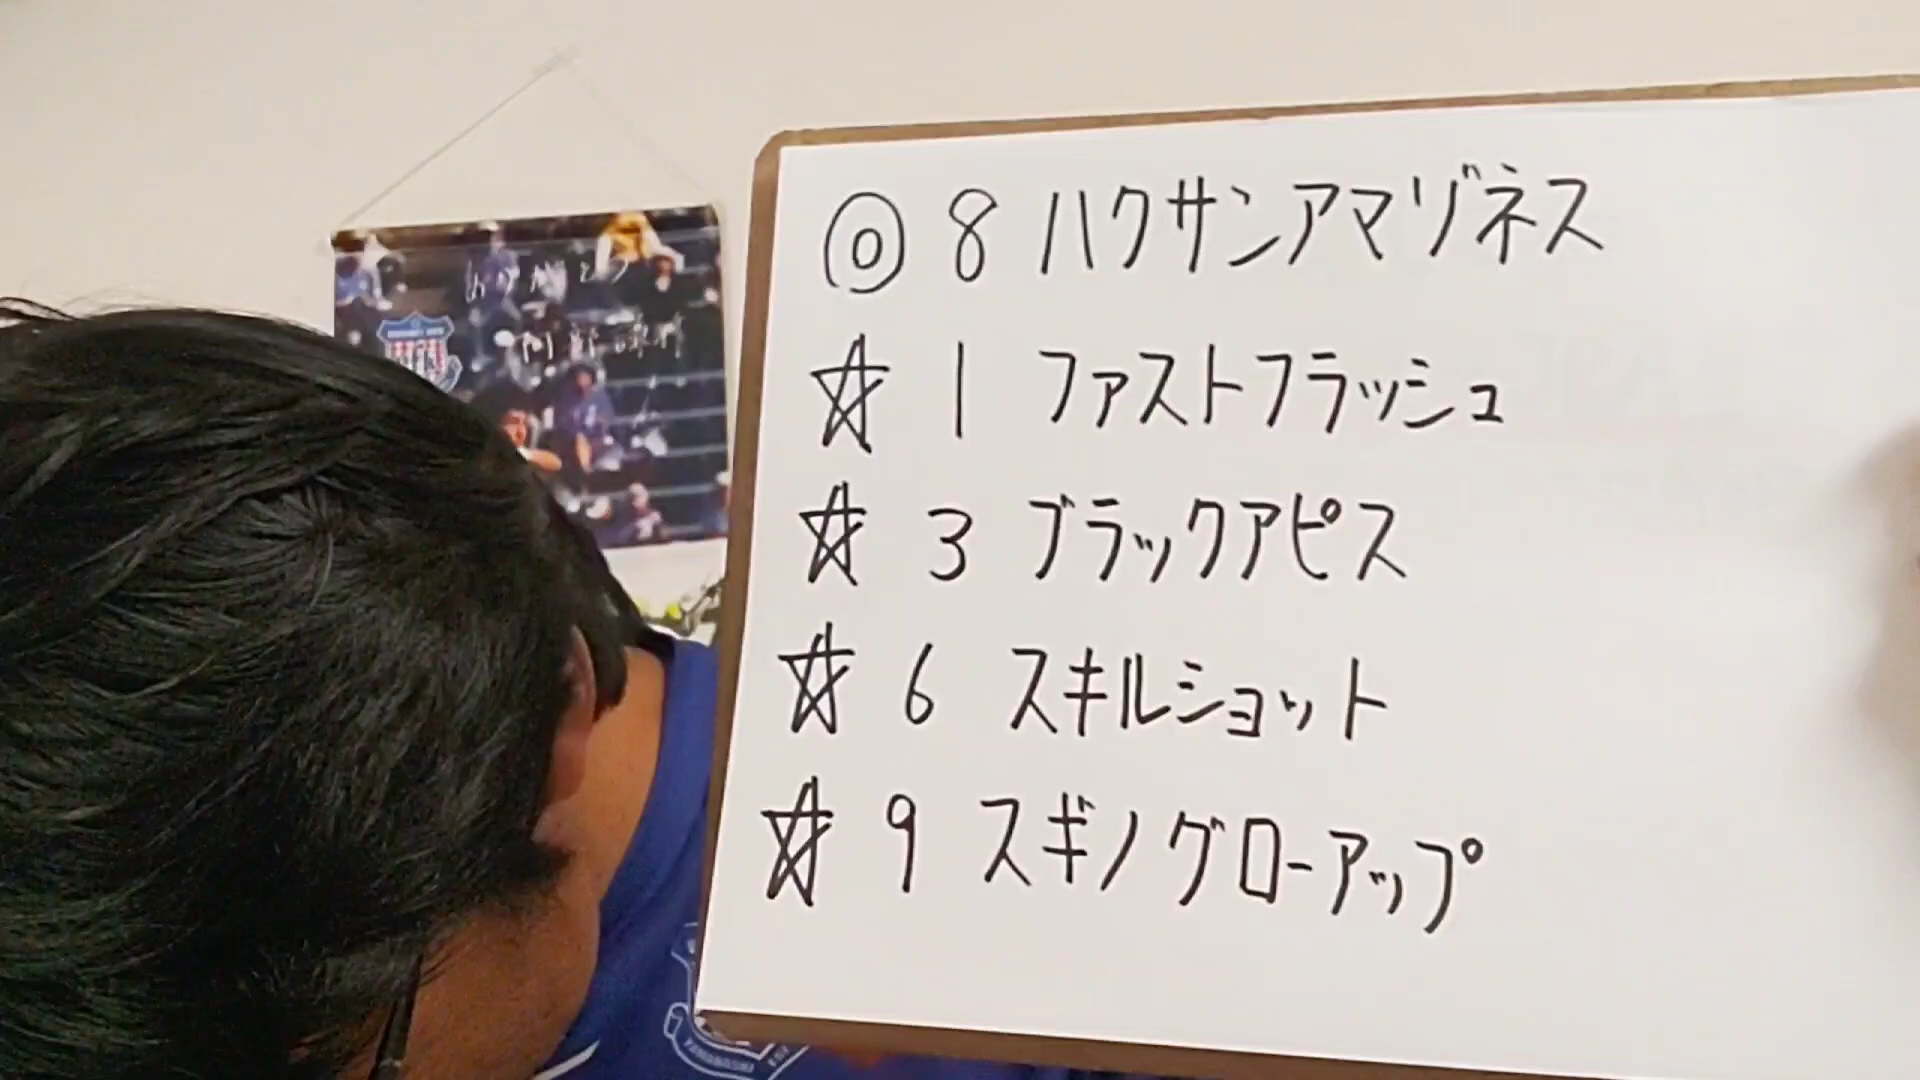 ◎ 8 ハクサンアマゾネス
☆ 1 ファストフラッシュ
☆ 3 ブラックアピス
☆ 6 スキルショット
☆ 9 スギノグローアップ